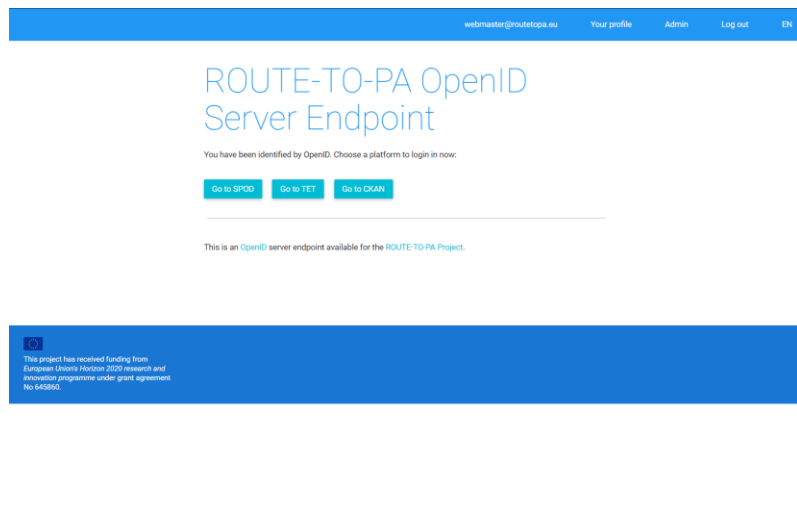 webmaster@routetopa.eu Your profile Admin Log out EN
ROUTE-TO-PA OpenID
Server Endpoint
You have been identified by OpenID. Choose a platform to login in now:
Go to SPOD Go to TET Go to CKAN
This is an OpenID server endpoint available for the ROUTE-TO-PA Project.
This project has received funding from
European Union's Horizon 2020 research and
innovation programme under grant agreement
No 645860.